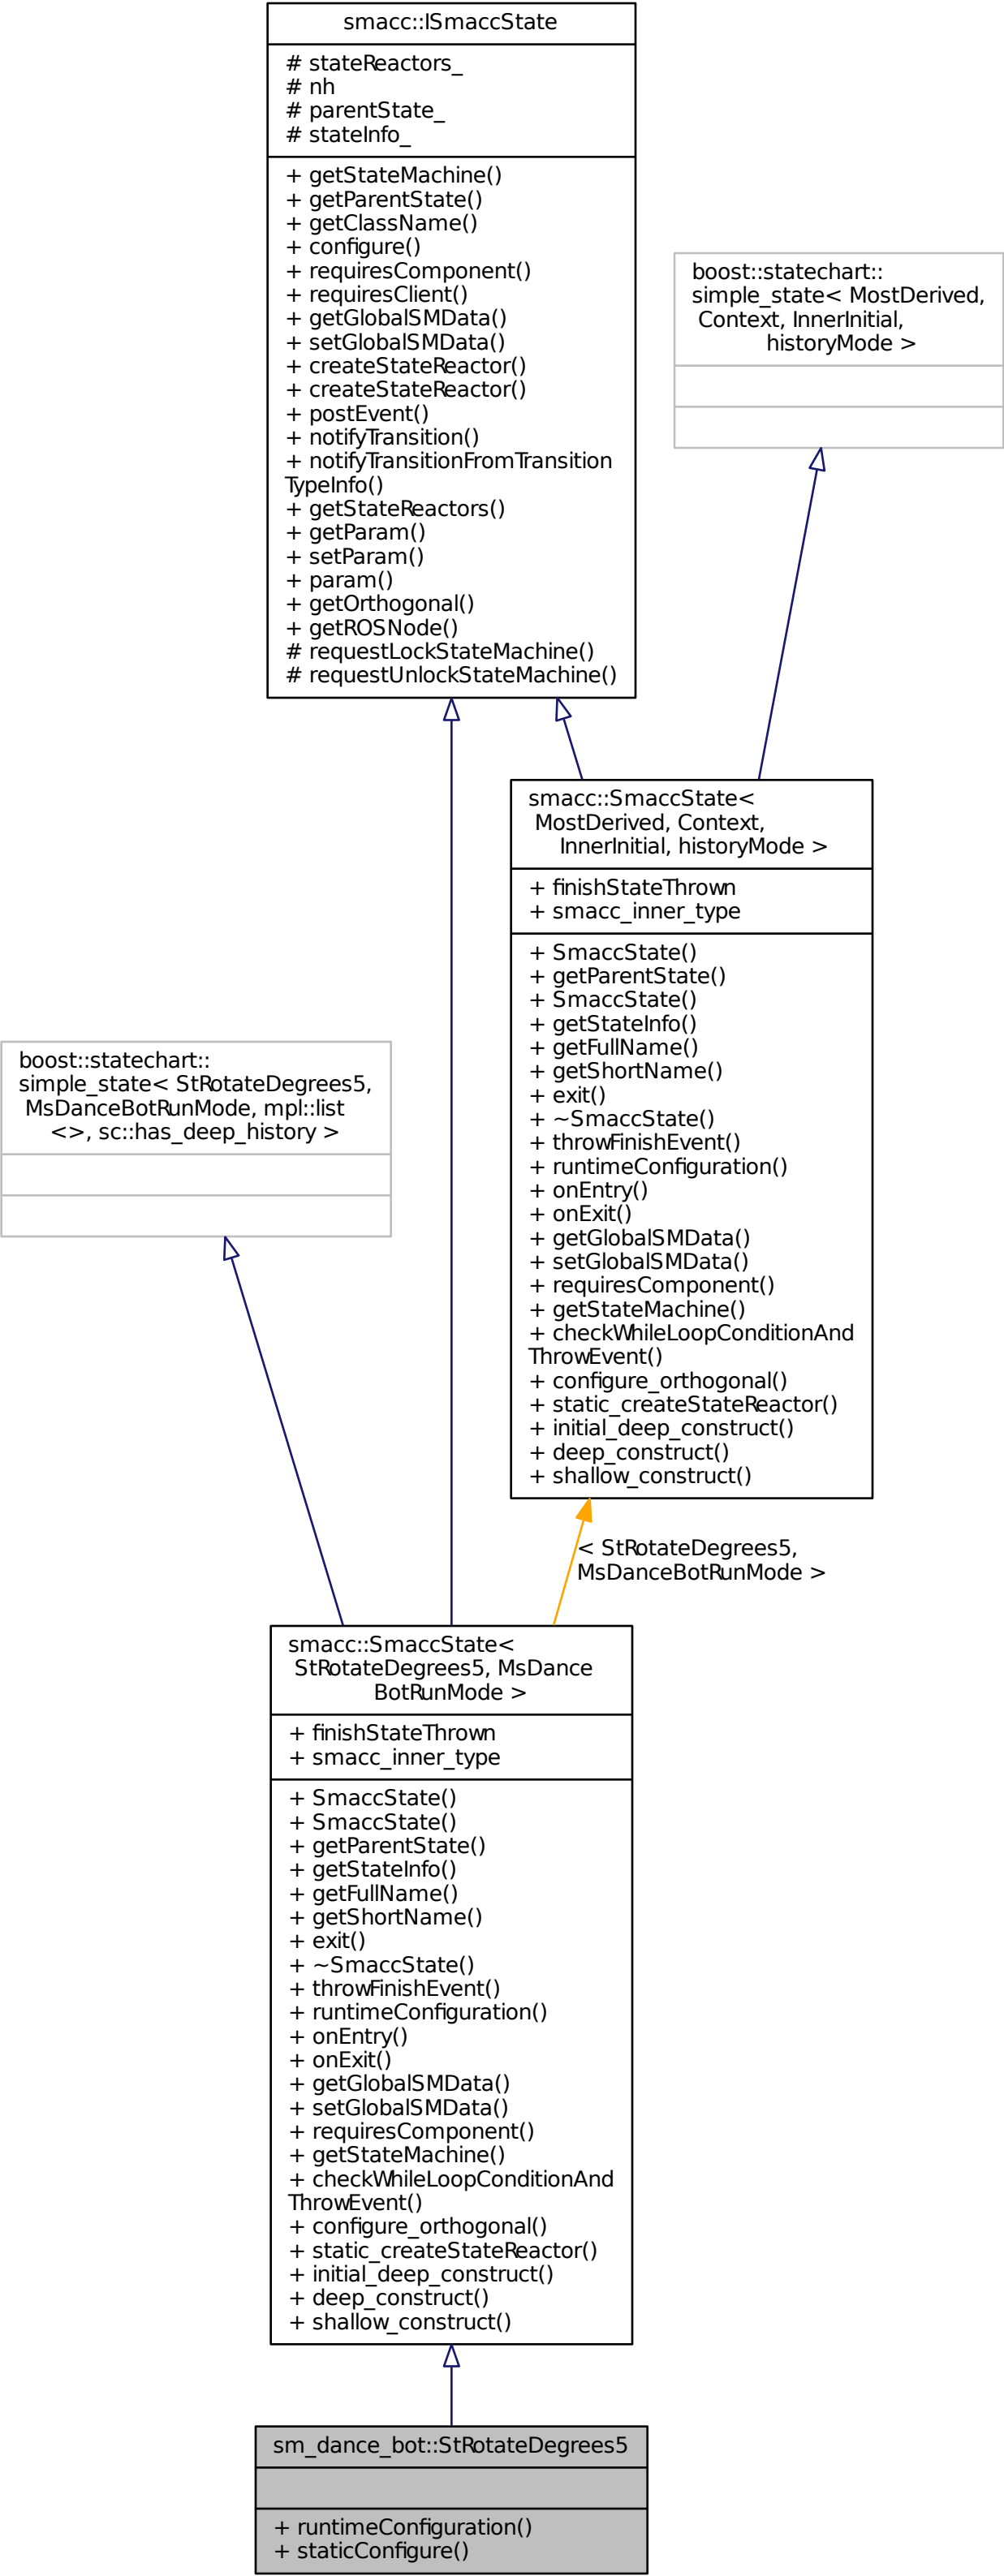 smacc::ISmaccState
# stateReactors_
# nh
# parentState_
# stateInfo_
+ getStateMachine()
+ getParentState()
+ getClassName()
+ configure()
+ requiresComponent()
+ requiresClient()
+ getGlobalSMData()
+ setGlobalSMData()
+ createStateReactor()
+ createStateReactor()
+ postEvent()
+ notifyTransition()
+ notifyTransitionFromTransition
TypeInfo()
+ getStateReactors()
+ getParam()
+ setParam()
+ param()
+ getOrthogonal()
+ getROSNode()
# requestLockStateMachine()
# requestUnlockStateMachine()
boost::statechart::
simple_state< MostDerived,
Context, InnerInitial,
historyMode >
smacc::SmaccState<
MostDerived, Context,
InnerInitial, historyMode >
+ finishStateThrown
+ smacc_inner_type
+ SmaccState()
+ getParentState()
+ SmaccState()
+ getStateInfo()
+ getFullName()
+ getShortName()
+ exit()
+ ~SmaccState()
+ throwFinishEvent()
+ runtimeConfiguration()
+ onEntry()
+ onExit()
+ getGlobalSMData()
+ setGlobalSMData()
+ requiresComponent()
+ getStateMachine()
+ checkWhileLoopConditionAnd
ThrowEvent()
+ configure_orthogonal()
+ static_createStateReactor()
+ initial_deep_construct()
+ deep_construct()
+ shallow_construct()
boost::statechart::
simple_state< StRotateDegrees5,
MsDanceBotRunMode, mpl::list
<>, sc::has_deep_history >
< StRotateDegrees5,
MsDanceBotRunMode >
smacc::SmaccState<
StRotateDegrees5, MsDance
BotRunMode >
+ finishStateThrown
+ smacc_inner_type
+ SmaccState()
+ SmaccState()
+ getParentState()
+ getStateInfo()
+ getFullName()
+ getShortName()
+ exit()
+ ~SmaccState()
+ throwFinishEvent()
+ runtimeConfiguration()
+ onEntry()
+ onExit()
+ getGlobalSMData()
+ setGlobalSMData()
+ requiresComponent()
+ getStateMachine()
+ checkWhileLoopConditionAnd
ThrowEvent()
+ configure_orthogonal()
+ static_createStateReactor()
+ initial_deep_construct()
+ deep_construct()
+ shallow_construct()
sm_dance_bot::StRotateDegrees5
+ runtimeConfiguration()
+ staticConfigure()